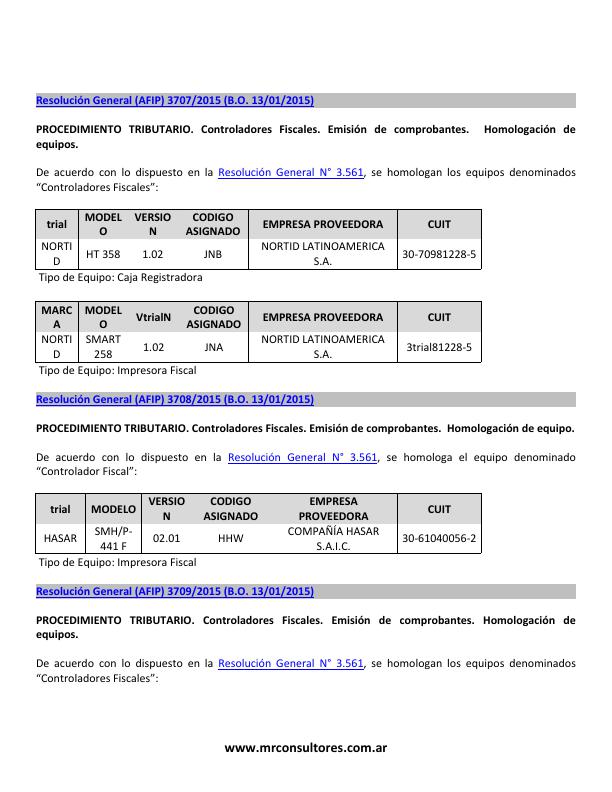 Resolución General (AFIP) 3707/2015 (B.O. 13/01/2015)
PROCEDIMIENTO TRIBUTARIO. Controladores Fiscales. Emisión de comprobantes. Homologación de
equipos.
De acuerdo con lo dispuesto en la Resolución General N° 3.561, se homologan los equipos denominados
“Controladores Fiscales”:
trial MODEL VERSIO CODIGO EMPRESA PROVEEDORA CUIT
O N ASIGNADO
NORTI HT 358 1.02 JNB NORTID LATINOAMERICA 30-70981228-5
D S.A.
Tipo de Equipo: Caja Registradora
MARC MODEL VtrialN CODIGO EMPRESA PROVEEDORA CUIT
A O ASIGNADO
NORTI SMART 1.02 JNA NORTID LATINOAMERICA 3trial81228-5
D 258 S.A.
Tipo de Equipo: Impresora Fiscal
Resolución General (AFIP) 3708/2015 (B.O. 13/01/2015)
PROCEDIMIENTO TRIBUTARIO. Controladores Fiscales. Emisión de comprobantes. Homologación de equipo.
De acuerdo con lo dispuesto en la Resolución General N° 3.561, se homologa el equipo denominado
“Controlador Fiscal”:
trial MODELO VERSIO CODIGO EMPRESA CUIT
N ASIGNADO PROVEEDORA
HASAR SMH/P- 02.01 HHW COMPAÑÍA HASAR 30-61040056-2
441 F S.A.I.C.
Tipo de Equipo: Impresora Fiscal
Resolución General (AFIP) 3709/2015 (B.O. 13/01/2015)
PROCEDIMIENTO TRIBUTARIO. Controladores Fiscales. Emisión de comprobantes. Homologación de
equipos.
De acuerdo con lo dispuesto en la Resolución General N° 3.561, se homologan los equipos denominados
“Controladores Fiscales”:
www.mrconsultores.com.ar